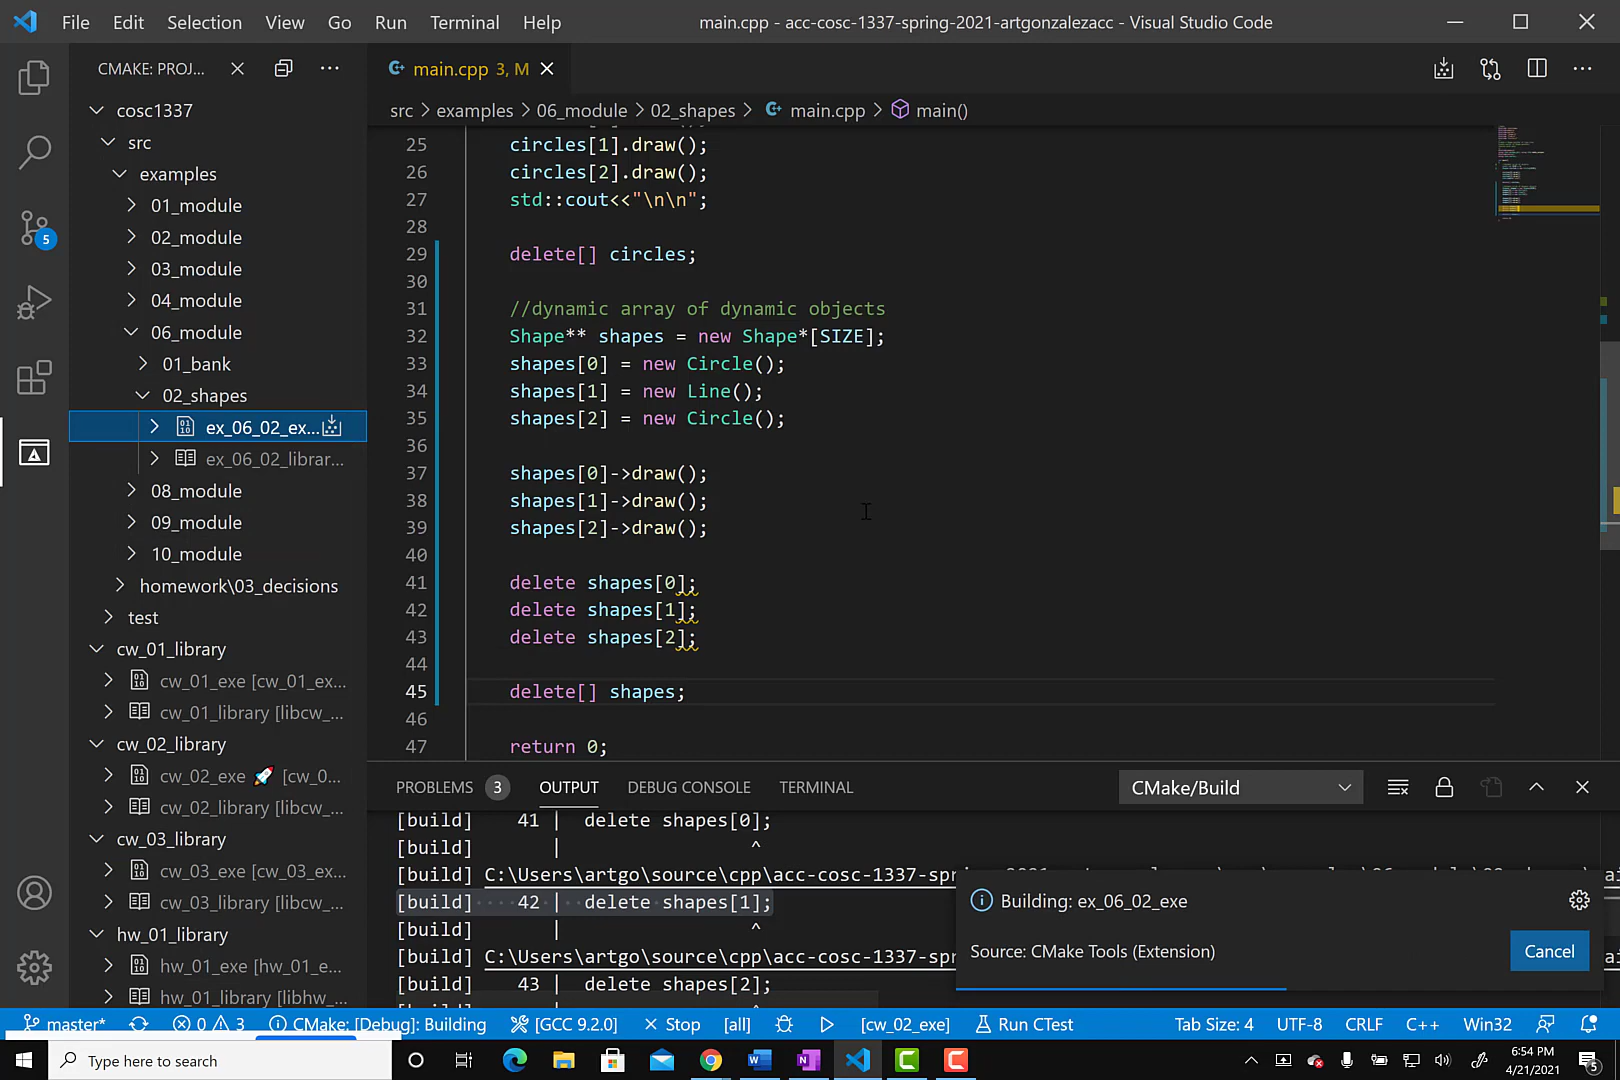 File Edit Selection View Go Run Terminal Help main.cpp - acc-cosc-1337-spring-2021-artgonzalezacc - Visual Studio Code
CMAKE: PROJ... main.cpp 3, M
src > examples > 06_module > 02_shapes > main.cpp > main()
cosc1337
src
examples
01_module
02_module
03_module
04_module
06_module
01_bank
02_shapes
ex_06_02_ex...
ex_06_02_librar...
08_module
09_module
10_module
homework\03_decisions
test
cw_01_library
cw_01_exe [cw_01_ex...
cw_01_library [libcw_...
cw_02_library
cw_02_exe 🚀 [cw_0...
cw_02_library [libcw_...
cw_03_library
cw_03_exe [cw_03_ex...
cw_03_library [libcw_...
hw_01_library
hw_01_exe [hw_01_e...
hw_01_library [libhw_...
5
25 circles[1].draw();
26 circles[2].draw();
27 std::cout<<"\n\n";
28
29 delete[] circles;
30
31 //dynamic array of dynamic objects
32 Shape** shapes = new Shape*[SIZE];
33 shapes[0] = new Circle();
34 shapes[1] = new Line();
35 shapes[2] = new Circle();
36
37 shapes[0]->draw();
38 shapes[1]->draw();
39 shapes[2]->draw();
40
41 delete shapes[0];
42 delete shapes[1];
43 delete shapes[2];
44
45 delete[] shapes;
46
47 return 0;
PROBLEMS 3 OUTPUT DEBUG CONSOLE TERMINAL CMake/Build
[build] 41 | delete shapes[0];
[build] | ^
[build] C:\Users\artgo\source\cpp\acc-cosc-1337-spr
[build] 42 | delete shapes[1];
[build] | ^
[build] C:\Users\artgo\source\cpp\acc-cosc-1337-spr
[build] 43 | delete shapes[2];
Building: ex_06_02_exe
Source: CMake Tools (Extension) Cancel
master* 0 3 CMake: [Debug]: Building [GCC 9.2.0] Stop [all] [cw_02_exe] Run CTest Tab Size: 4 UTF-8 CRLF C++ Win32
Type here to search
6:54 PM
4/21/2021
5